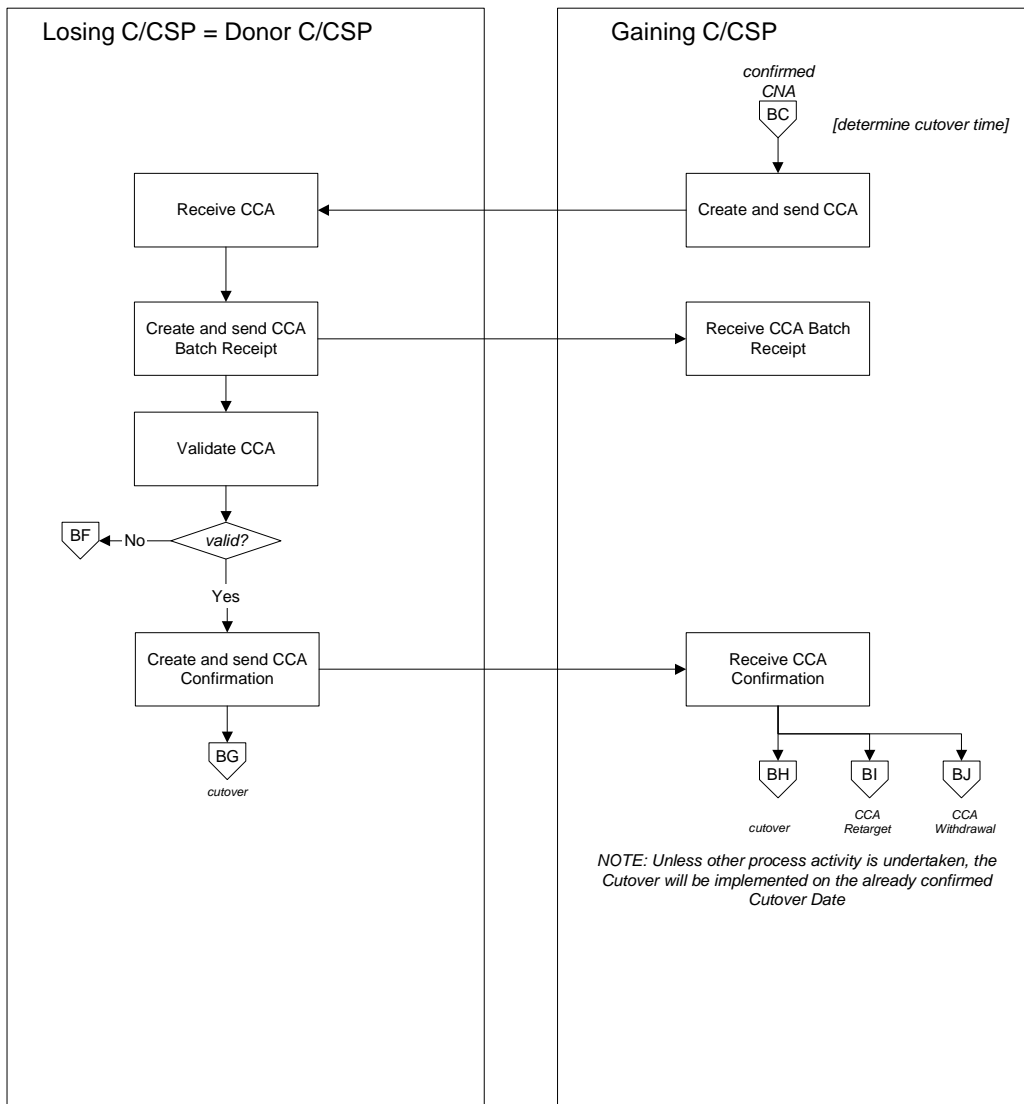 Losing C/CSP = Donor C/CSP
Gaining C/CSP
confirmed
CNA
BC
[determine cutover time]
Receive CCA
Create and send CCA
Create and send CCA
Batch Receipt
Receive CCA Batch
Receipt
Validate CCA
BF
No
valid?
Yes
Create and send CCA
Confirmation
Receive CCA
Confirmation
BG
cutover
BH
BI
BJ
cutover
CCA
Retarget
CCA
Withdrawal
NOTE: Unless other process activity is undertaken, the
Cutover will be implemented on the already confirmed
Cutover Date